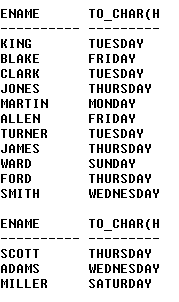 ENAME      TO_CHAR(H
---------- ---------
KING       TUESDAY
BLAKE      FRIDAY
CLARK      TUESDAY
JONES      THURSDAY
MARTIN     MONDAY
ALLEN      FRIDAY
TURNER     TUESDAY
JAMES      THURSDAY
WARD       SUNDAY
FORD       THURSDAY
SMITH      WEDNESDAY
ENAME      TO_CHAR(H
---------- ---------
SCOTT      THURSDAY
ADAMS      WEDNESDAY
MILLER     SATURDAY